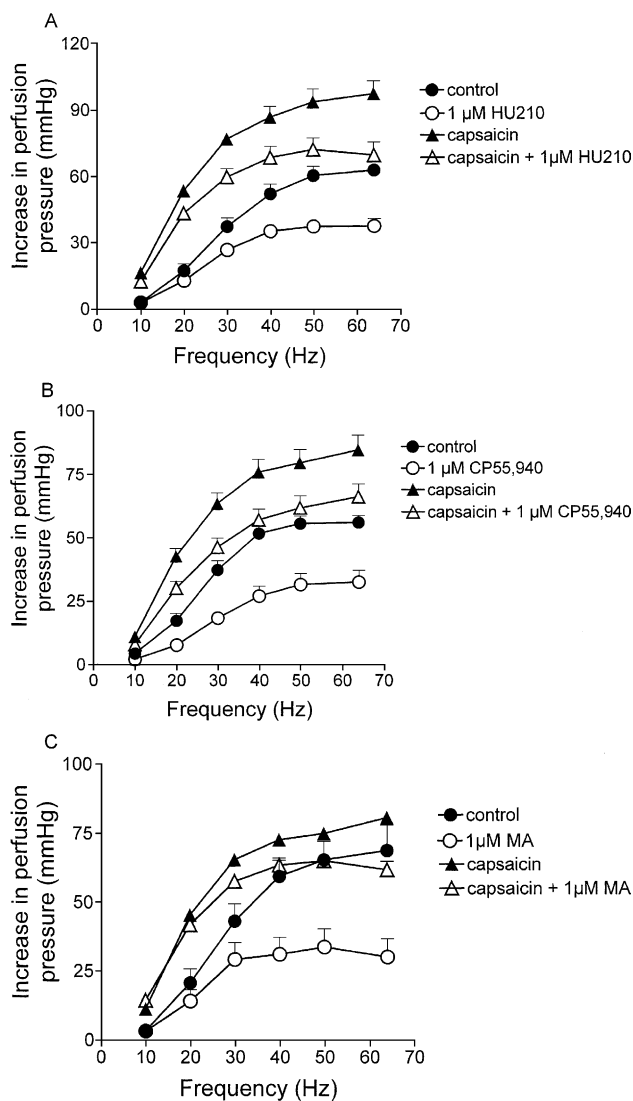 A
Increase in perfusion
pressure (mmHg)
120
90
60
30
0
0 10 20 30 40 50 60 70
Frequency (Hz)
control
1 µM HU210
capsaicin
capsaicin + 1µM HU210
B
Increase in perfusion
pressure (mmHg)
100
75
50
25
0
0 10 20 30 40 50 60 70
Frequency (Hz)
control
1 µM CP55,940
capsaicin
capsaicin + 1 µM CP55,940
C
Increase in perfusion
pressure (mmHg)
100
75
50
25
0
0 10 20 30 40 50 60 70
Frequency (Hz)
control
1µM MA
capsaicin
capsaicin + 1µM MA